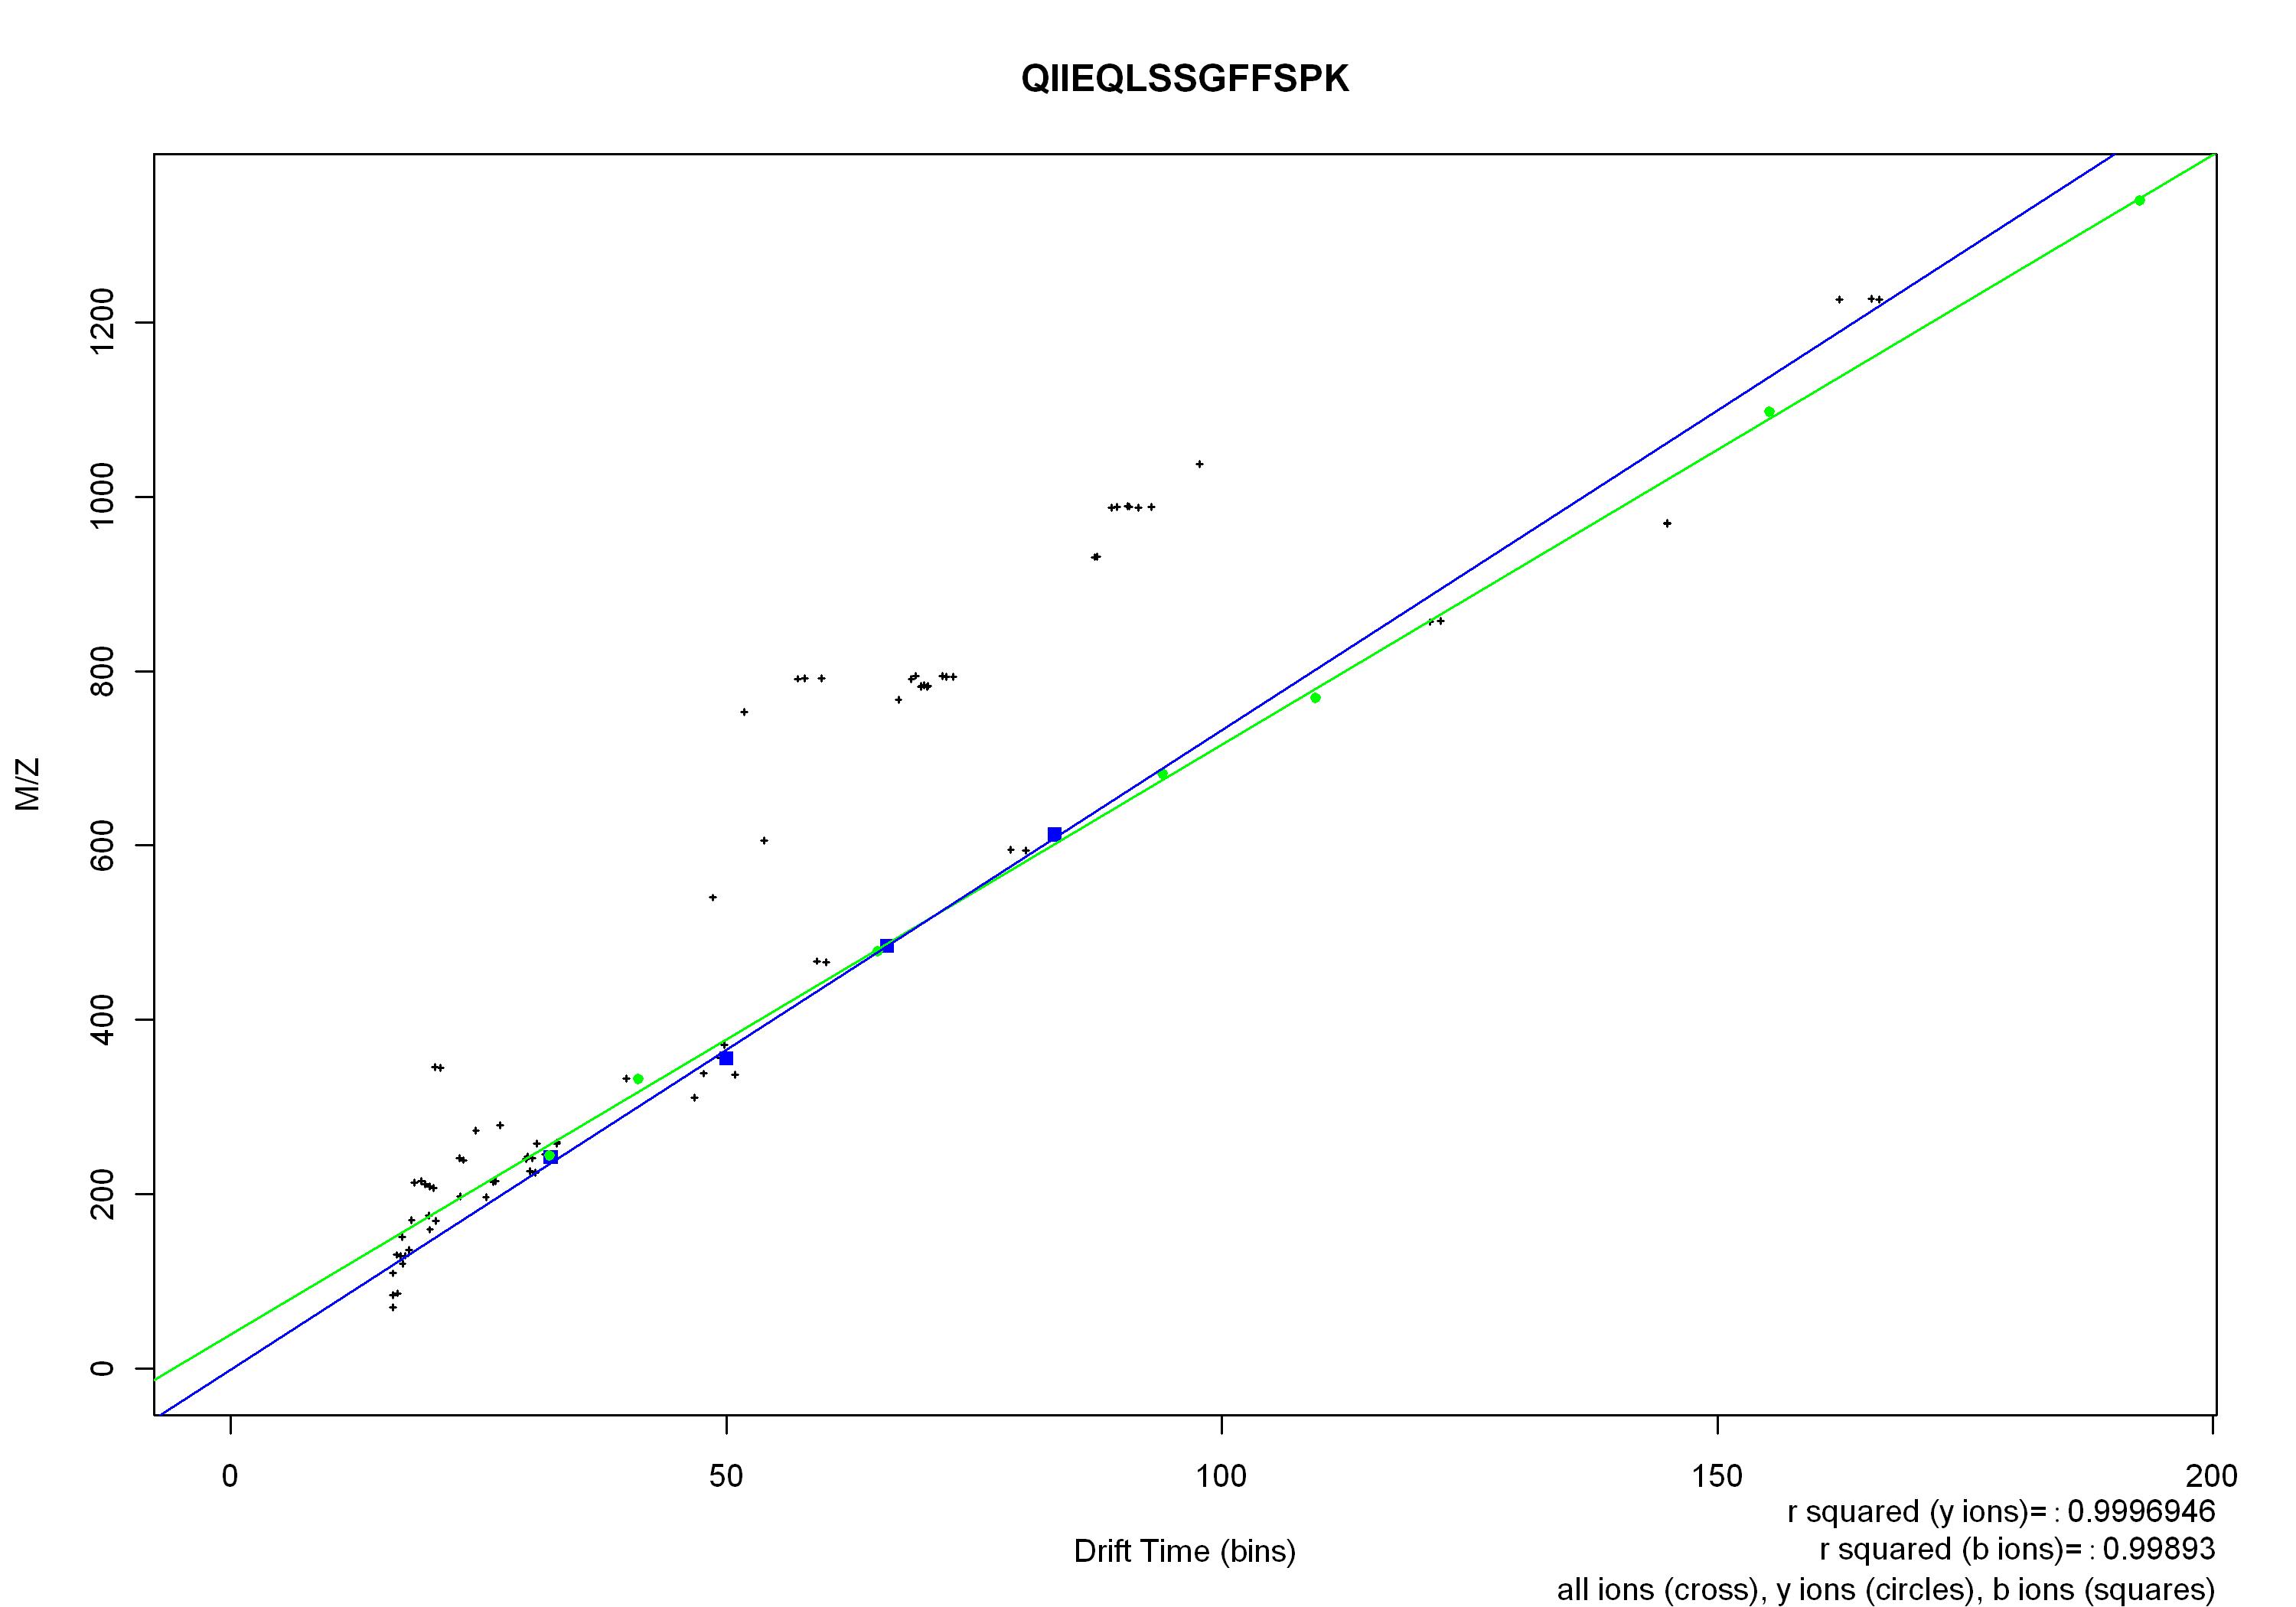 QIIEQLSSGFFSPK
1200
1000
800
600
400
200
0
M/Z
0 50 100 150 200
Drift Time (bins)
r squared (y ions)= : 0.9996946
r squared (b ions)= : 0.99893
all ions (cross), y ions (circles), b ions (squares)